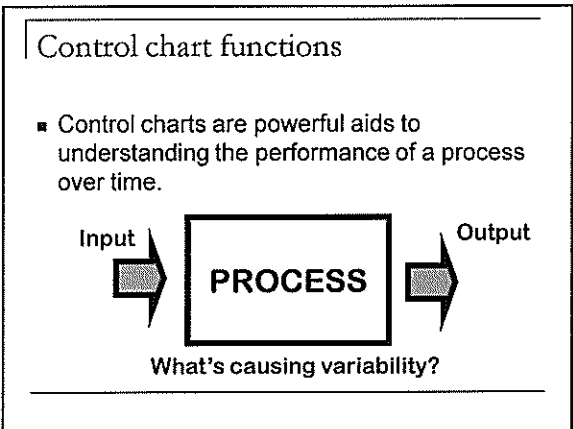 Control chart functions
▪ Control charts are powerful aids to
understanding the performance of a process
over time.
Input
Output
PROCESS
What's causing variability?